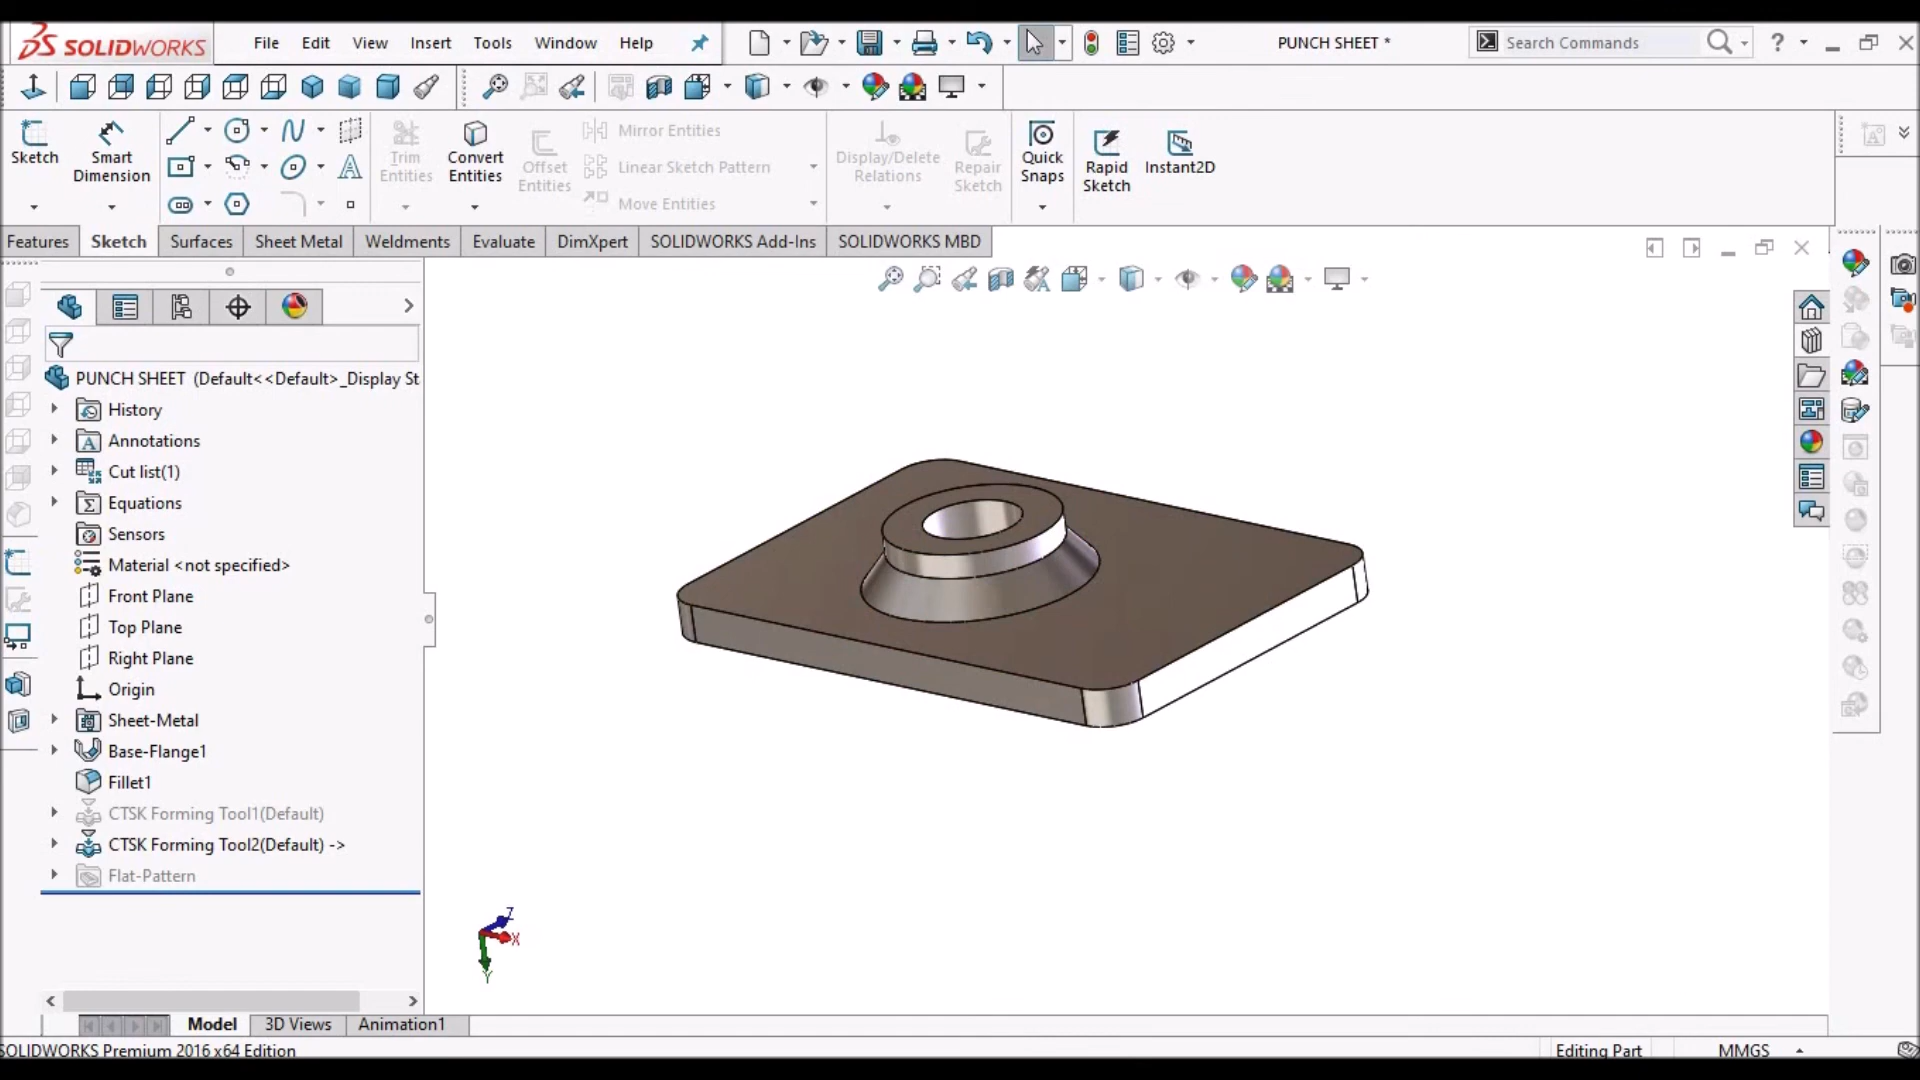 SOLIDWORKS File Edit View Insert Tools Window Help PUNCH SHEET * Search Commands ?
Sketch Smart Dimension Trim Entities Convert Entities Offset Entities Mirror Entities Linear Sketch Pattern Move Entities Display/Delete Relations Repair Sketch Quick Snaps Rapid Sketch Instant2D
Features Sketch Surfaces Sheet Metal Weldments Evaluate DimXpert SOLIDWORKS Add-Ins SOLIDWORKS MBD
PUNCH SHEET (Default<<Default>_Display St
History
Annotations
Cut list(1)
Equations
Sensors
Material <not specified>
Front Plane
Top Plane
Right Plane
Origin
Sheet-Metal
Base-Flange1
Fillet1
CTSK Forming Tool1(Default)
CTSK Forming Tool2(Default) ->
Flat-Pattern
Z
X
Y
Model 3D Views Animation1
SOLIDWORKS Premium 2016 x64 Edition Editing Part MMGS